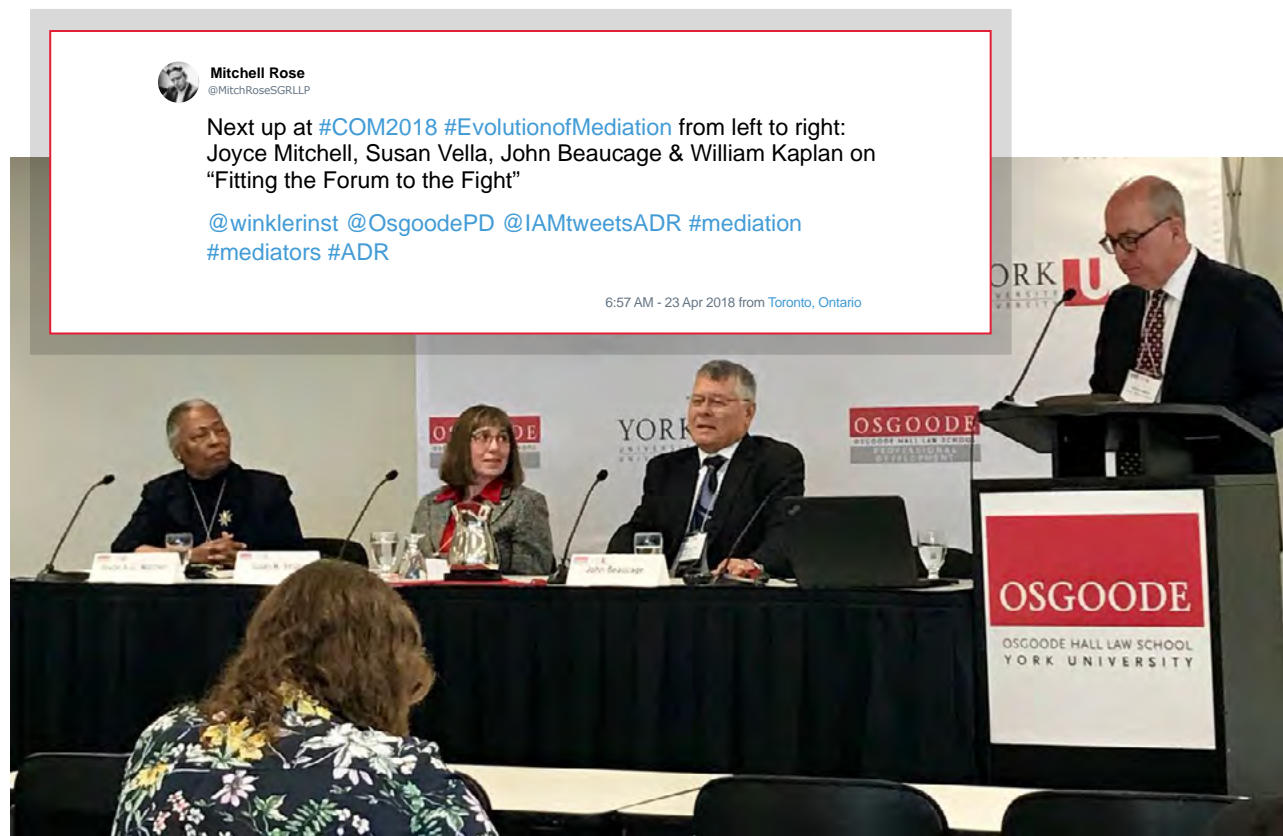 Mitchell Rose
@MitchRoseSGRLLP
Next up at #COM2018 #EvolutionofMediation from left to right:
Joyce Mitchell, Susan Vella, John Beaucage & William Kaplan on
“Fitting the Forum to the Fight”
@winklerinst @OsgoodePD @IAMtweetsADR #mediation
#mediators #ADR
6:57 AM - 23 Apr 2018 from Toronto, Ontario
ORK U
OSGOODE
OSGOODE HALL LAW SCHOOL
PROFESSIONAL
DEVELOPMENT
YORK
John Beaucage
OSGOODE
OSGOODE HALL LAW SCHOOL
YORK UNIVERSITY